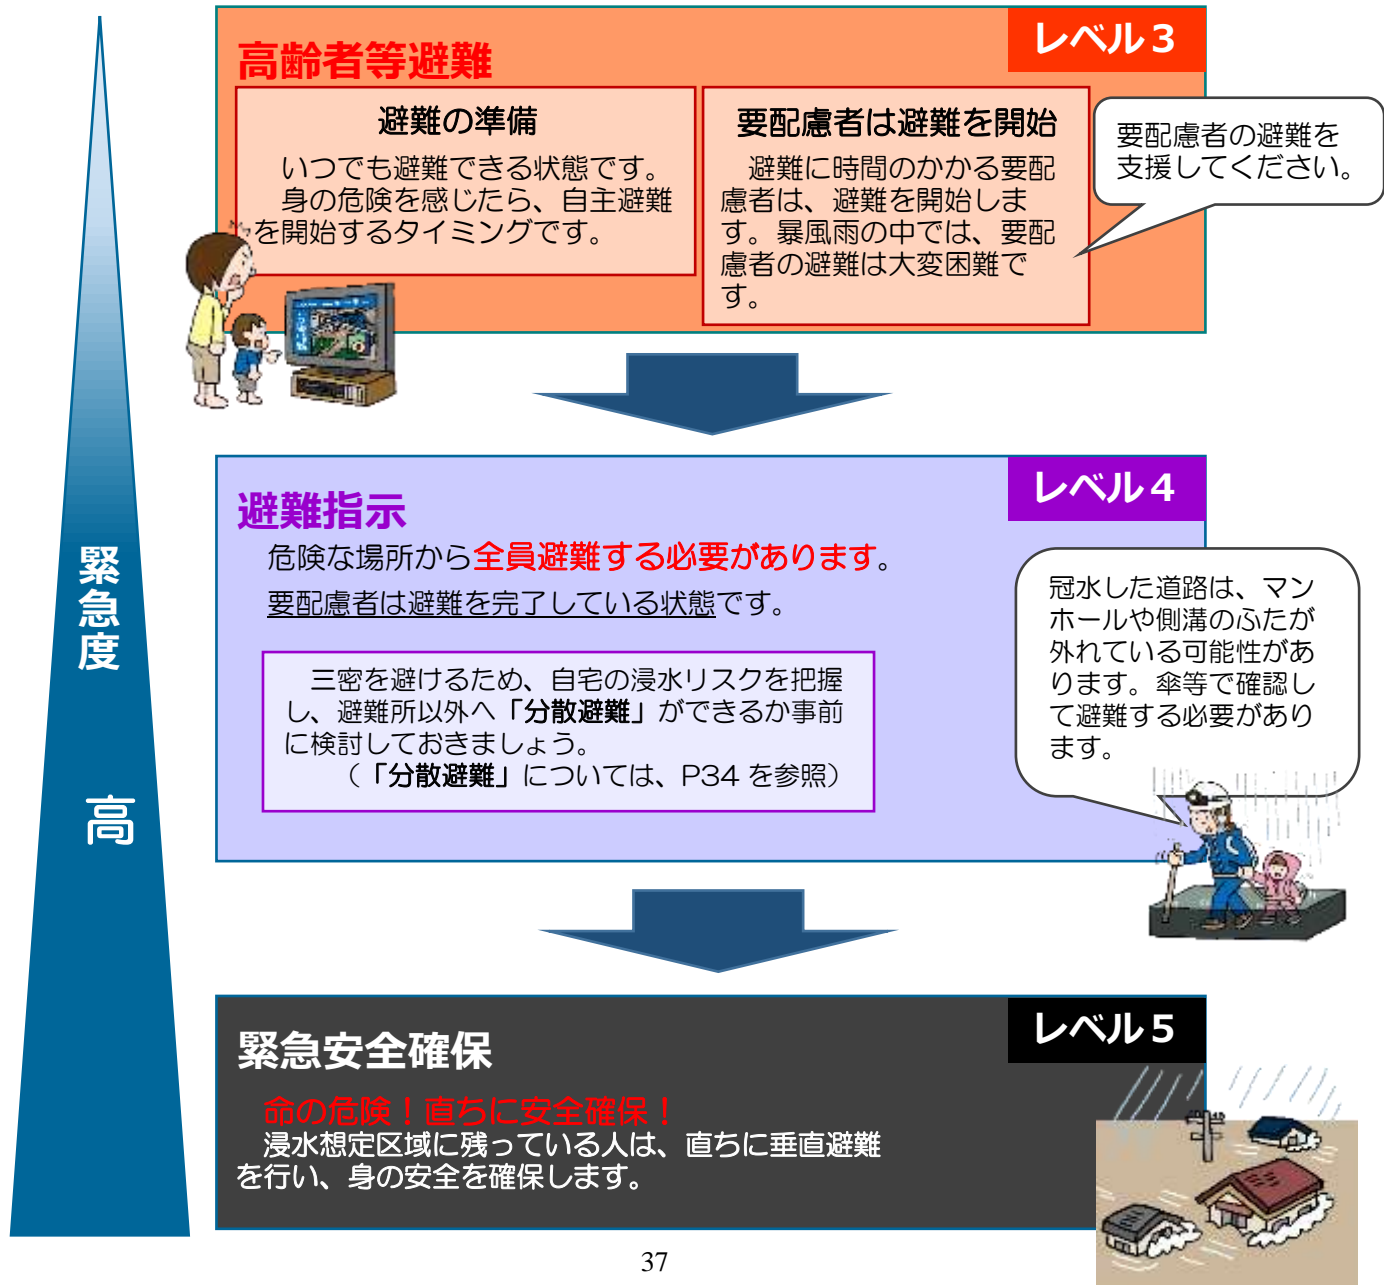 レベル３
高齢者等避難
避難の準備
いつでも避難できる状態です。
身の危険を感じたら、自主避難
を開始するタイミングです。
要配慮者は避難を開始
避難に時間のかかる要配
慮者は、避難を開始しま
す。暴風雨の中では、要配
慮者の避難は大変困難で
す。
要配慮者の避難を
支援してください。
レベル４
避難指示
危険な場所から全員避難する必要があります。
要配慮者は避難を完了している状態です。
三密を避けるため、自宅の浸水リスクを把握
し、避難所以外へ「分散避難」ができるか事前
に検討しておきましょう。
（「分散避難」については、P34 を参照）
冠水した道路は、マン
ホールや側溝のふたが
外れている可能性があ
ります。傘等で確認し
て避難する必要があり
ます。
緊急度
高
レベル５
緊急安全確保
命の危険！直ちに安全確保！
浸水想定区域に残っている人は、直ちに垂直避難
を行い、身の安全を確保します。
37